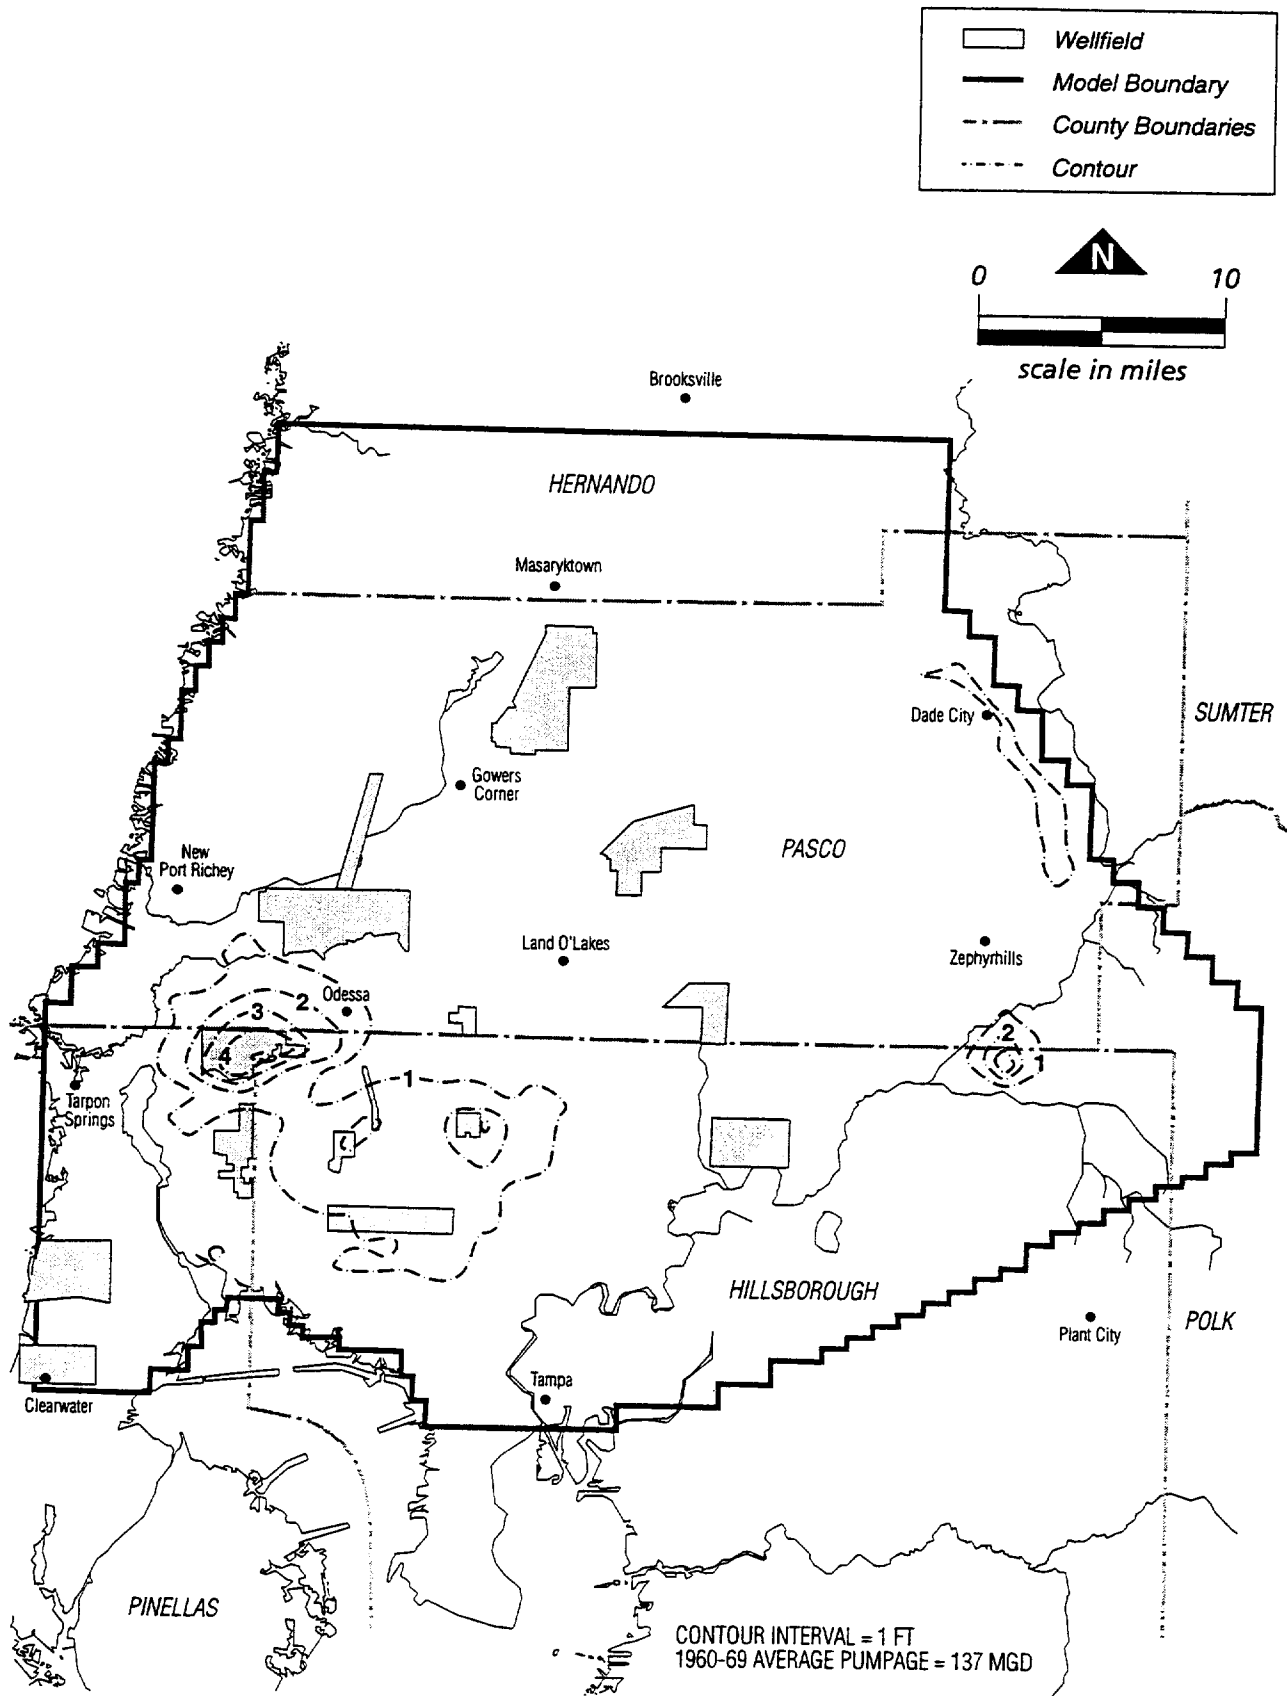 Wellfield
Model Boundary
County Boundaries
Contour
N
0 10
scale in miles
Brooksville
HERNANDO
Masaryktown
Dade City
SUMTER
Gowers
Corner
PASCO
New
Port Richey
Land O'Lakes
Zephyrhills
Odessa
2
3
4
2
1
1
Tarpon
Springs
HILLSBOROUGH
Plant City
POLK
Tampa
Clearwater
PINELLAS
CONTOUR INTERVAL = 1 FT
1960-69 AVERAGE PUMPAGE = 137 MGD